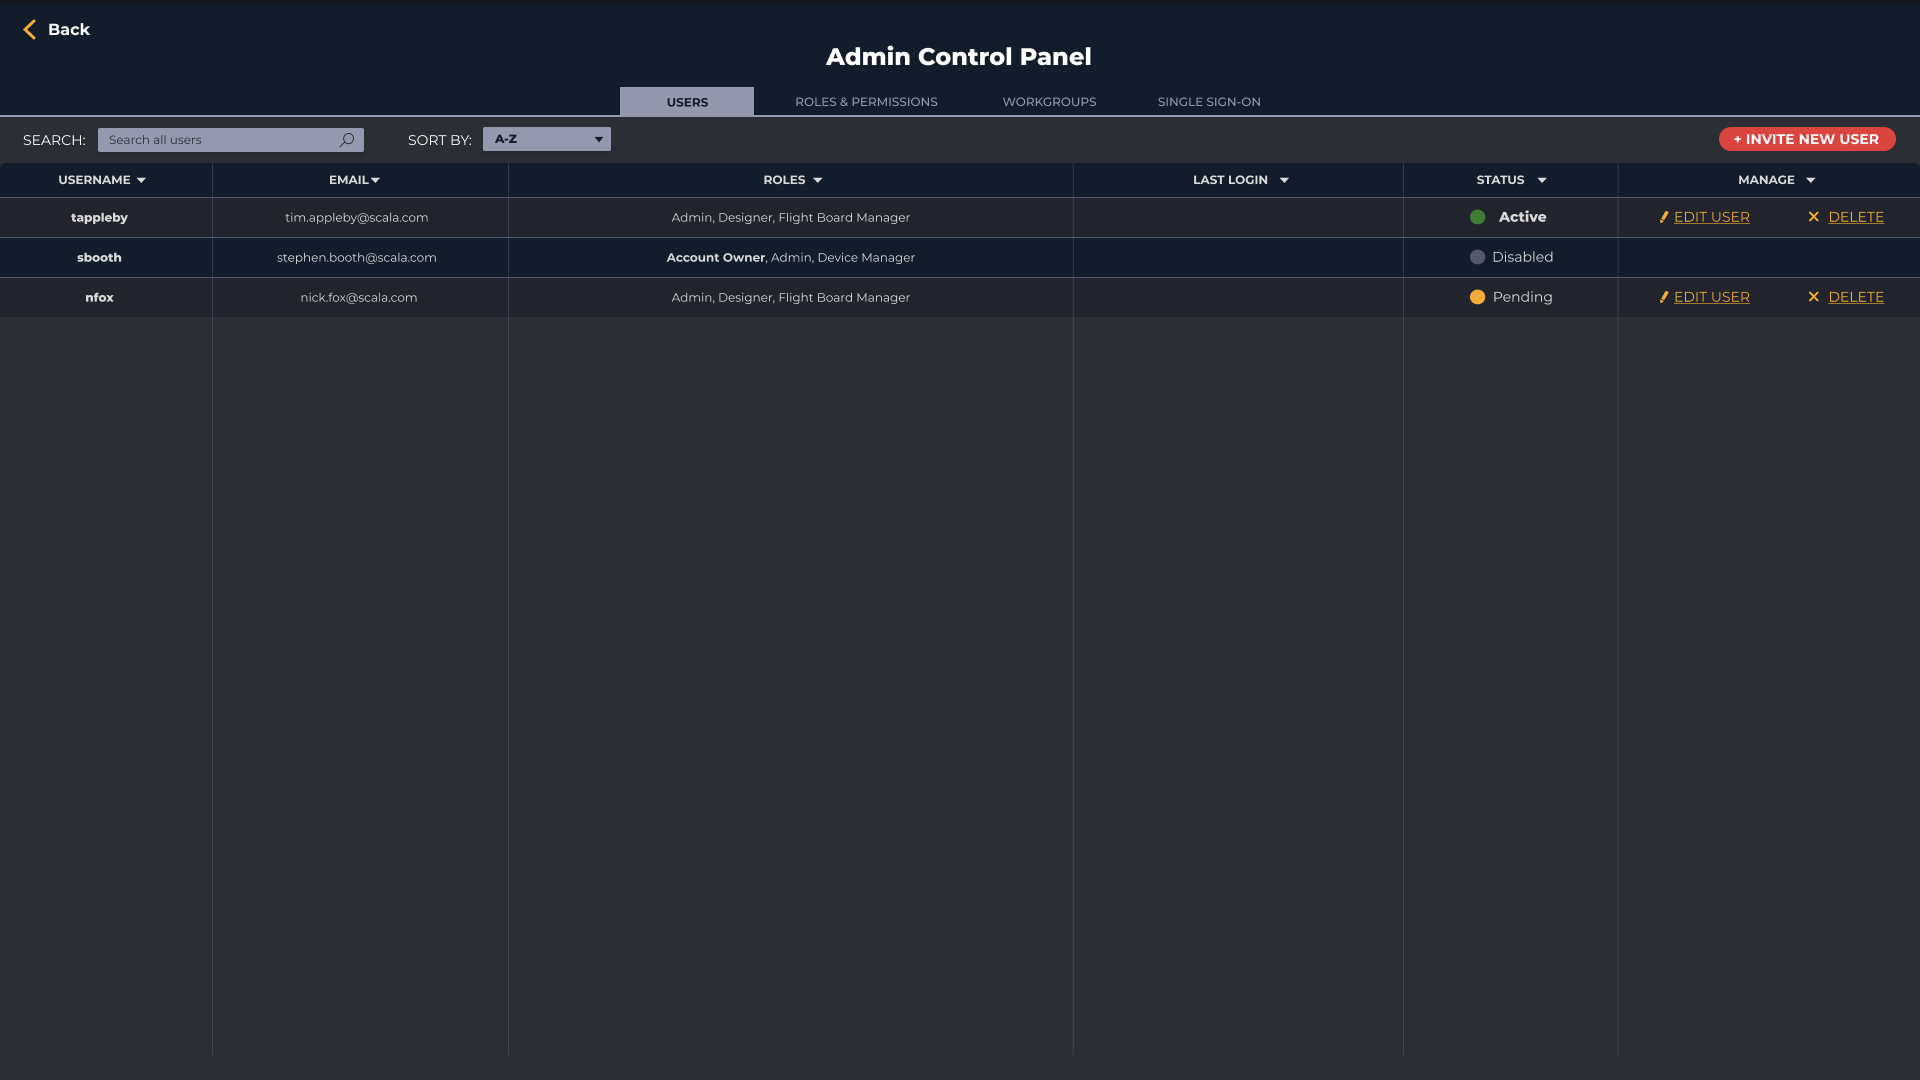 Back
Admin Control Panel
USERS ROLES & PERMISSIONS WORKGROUPS SINGLE SIGN-ON
SEARCH: Search all users SORT BY: A-Z + INVITE NEW USER
USERNAME EMAIL ROLES LAST LOGIN STATUS MANAGE
tappleby tim.appleby@scala.com Admin, Designer, Flight Board Manager Active EDIT USER DELETE
sbooth stephen.booth@scala.com Account Owner, Admin, Device Manager Disabled
nfox nick.fox@scala.com Admin, Designer, Flight Board Manager Pending EDIT USER DELETE